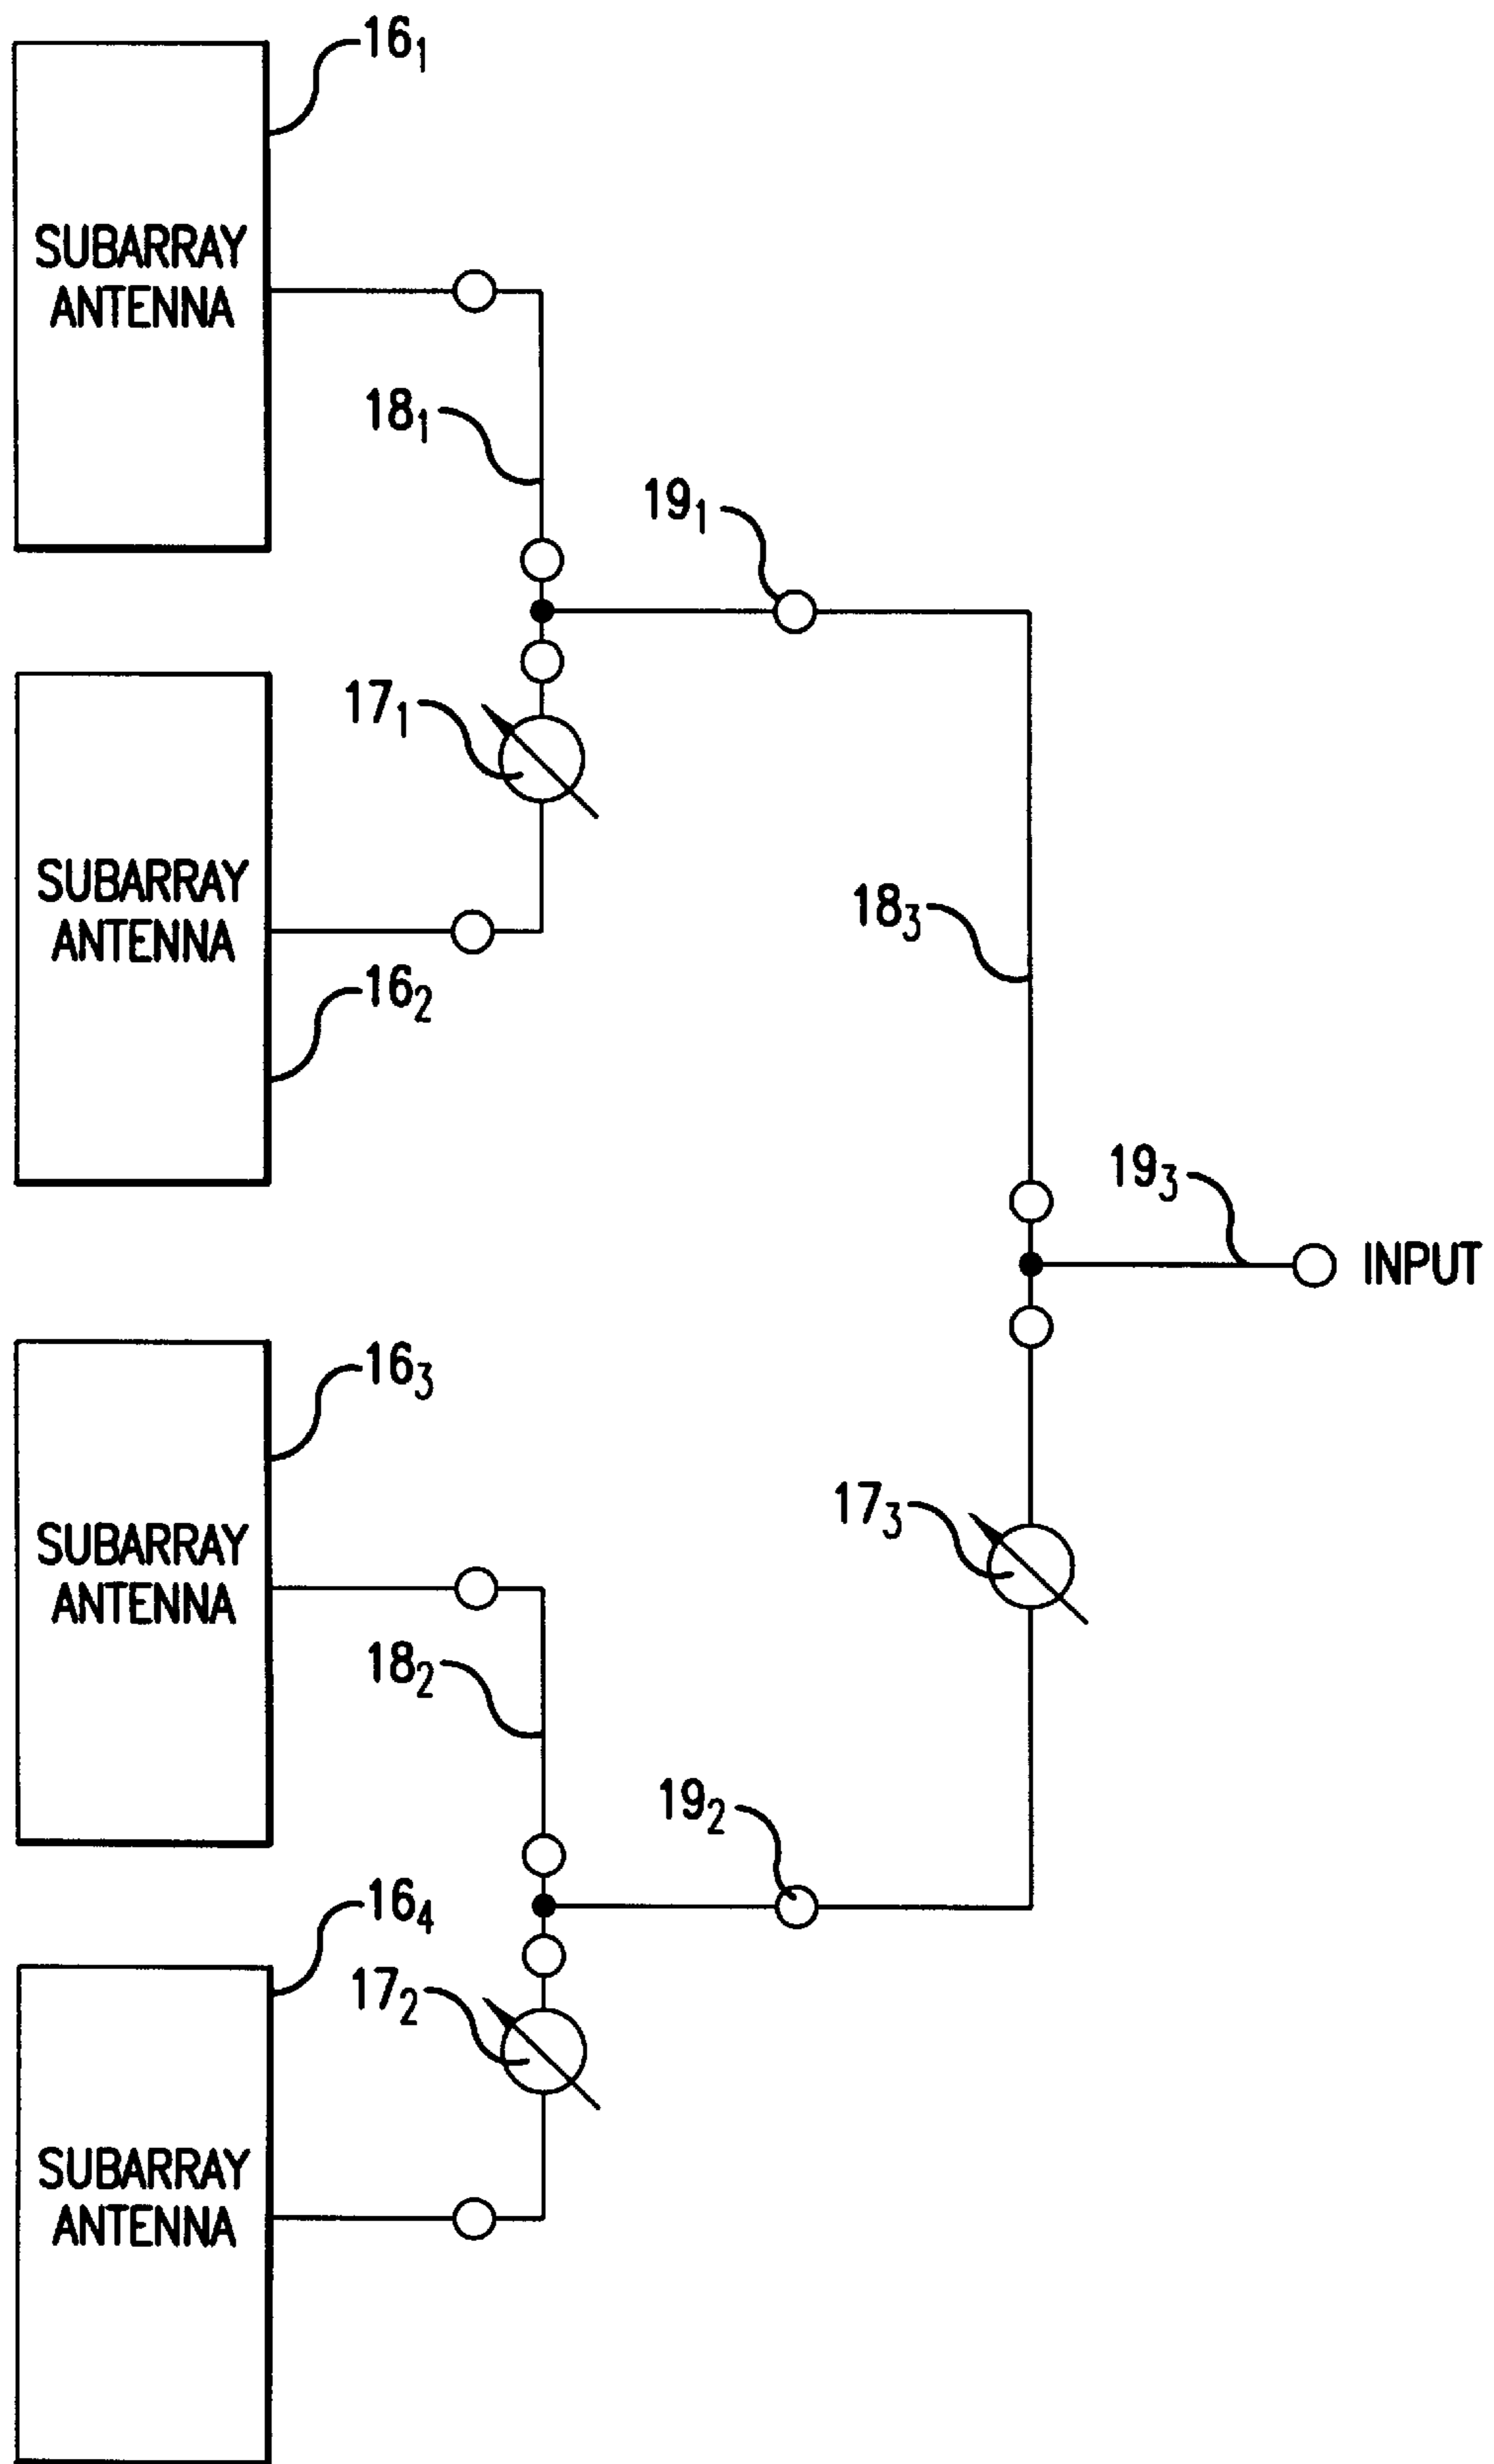 16₁
SUBARRAY
ANTENNA
18₁
19₁
17₁
SUBARRAY
ANTENNA
18₃
16₂
19₃
INPUT
16₃
17₃
SUBARRAY
ANTENNA
18₂
19₂
16₄
17₂
SUBARRAY
ANTENNA